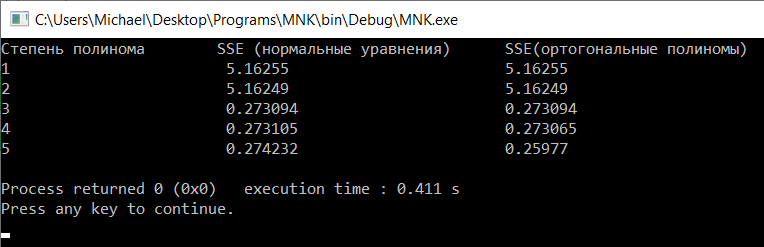 C:\Users\Michael\Desktop\Programs\MNK\bin\Debug\MNK.exe
Степень полинома SSE (нормальные уравнения) SSE(ортогональные полиномы)
1 5.16255 5.16255
2 5.16249 5.16249
3 0.273094 0.273094
4 0.273105 0.273065
5 0.274232 0.25977
Process returned 0 (0x0) execution time : 0.411 s
Press any key to continue.